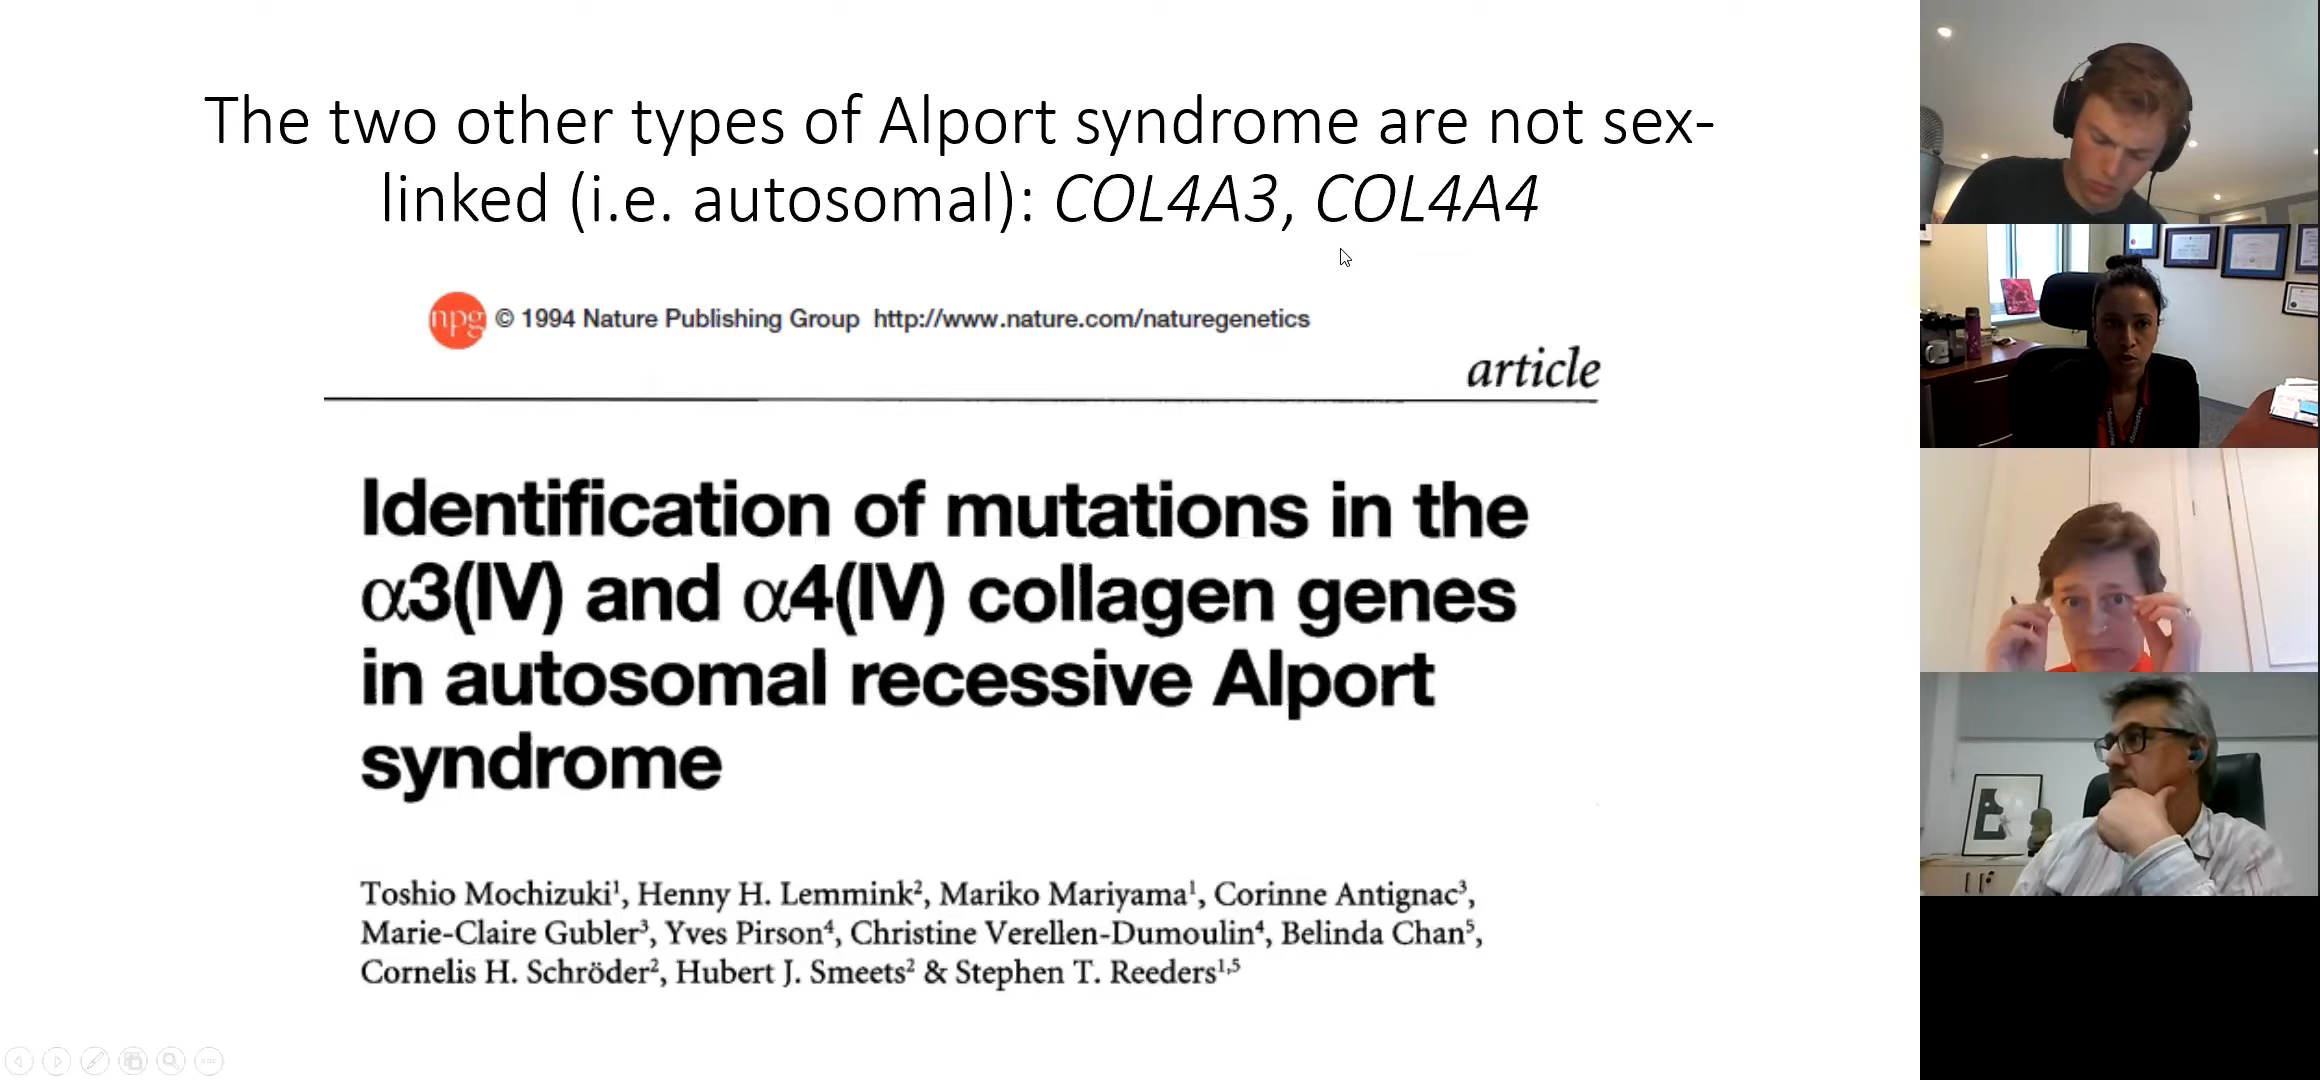 The two other types of Alport syndrome are not sex-
linked (i.e. autosomal): COL4A3, COL4A4
npg © 1994 Nature Publishing Group http://www.nature.com/naturegenetics
article
Identification of mutations in the
α3(IV) and α4(IV) collagen genes
in autosomal recessive Alport
syndrome
Toshio Mochizuki¹, Henny H. Lemmink², Mariko Mariyama¹, Corinne Antignac³,
Marie-Claire Gubler³, Yves Pirson⁴, Christine Verellen-Dumoulin⁴, Belinda Chan⁵,
Cornelis H. Schröder², Hubert J. Smeets² & Stephen T. Reeders¹,⁵